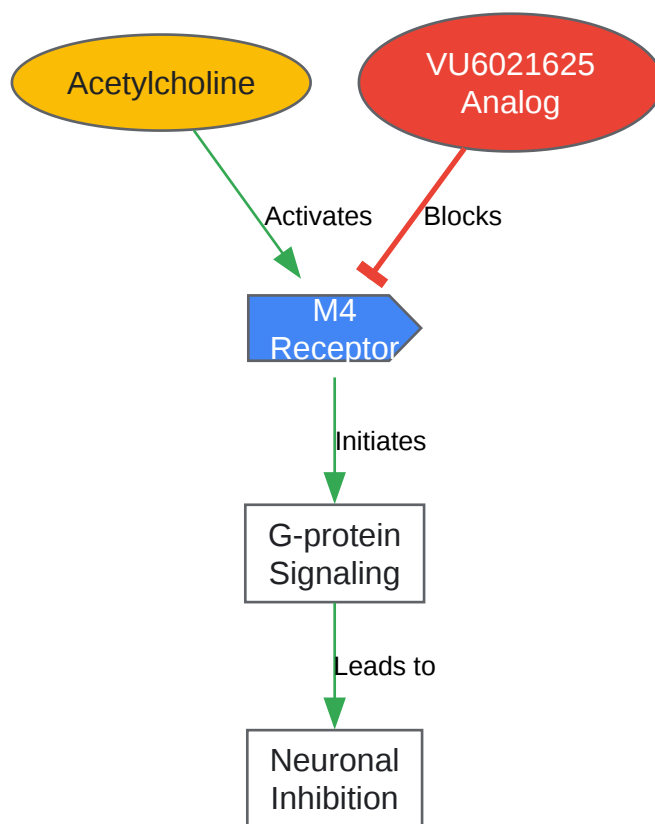 Acetylcholine
VU6021625
Analog
Activates
Blocks
M4
Receptor
Initiates
G-protein
Signaling
Leads to
Neuronal
Inhibition